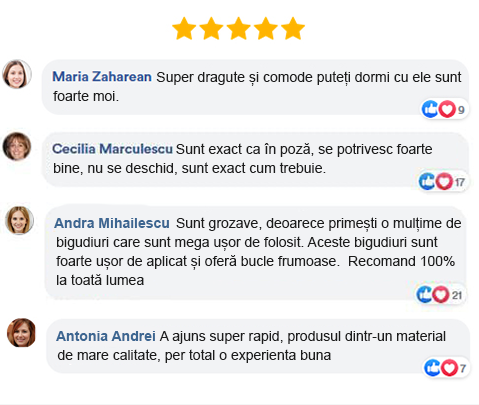 Maria Zaharean Super dragute și comode puteți dormi cu ele sunt
foarte moi.
9
Cecilia Marculescu Sunt exact ca în poză, se potrivesc foarte
bine, nu se deschid, sunt exact cum trebuie.
17
Andra Mihailescu Sunt grozave, deoarece primești o mulțime de
bigudiuri care sunt mega ușor de folosit. Aceste bigudiuri sunt
foarte ușor de aplicat și oferă bucle frumoase. Recomand 100%
la toată lumea
21
Antonia Andrei A ajuns super rapid, produsul dintr-un material
de mare calitate, per total o experienta buna
7